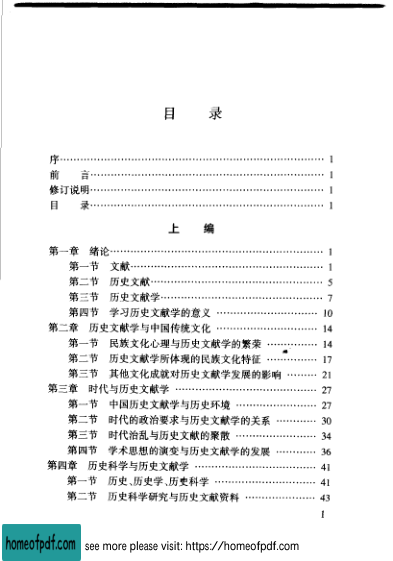 目 录
序 1
前 言 1
修订说明 1
目 录 1
上 编
第一章 绪论 1
第一节 文献 1
第二节 历史文献 5
第三节 历史文献学 7
第四节 学习历史文献学的意义 10
第二章 历史文献学与中国传统文化 14
第一节 民族文化心理与历史文献学的繁荣 14
第二节 历史文献学所体现的民族文化特征 17
第三节 其他文化成就对历史文献学发展的影响 21
第三章 时代与历史文献学 27
第一节 中国历史文献学与历史环境 27
第二节 时代的政治要求与历史文献学的关系 30
第三节 时代治乱与历史文献的聚散 34
第四节 学术思想的演变与历史文献学的发展 36
第四章 历史科学与历史文献学 41
第一节 历史、历史学、历史科学 41
第二节 历史科学研究与历史文献资料 43
1
homeofpdf.com see more please visit: https://homeofpdf.com